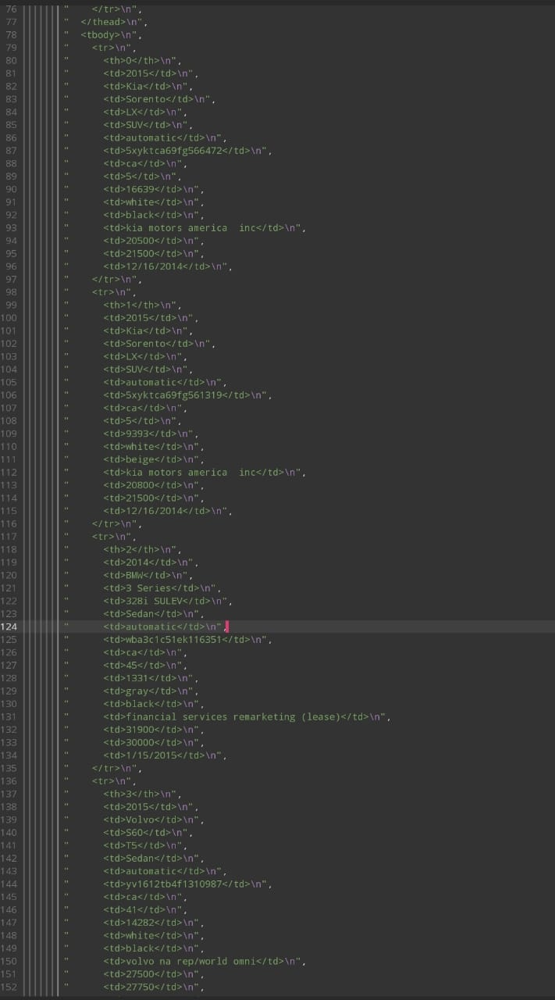 76 "    </tr>\n",
77 "  </thead>\n",
78 "  <tbody>\n",
79 "    <tr>\n",
80 "      <th>0</th>\n",
81 "      <td>2015</td>\n",
82 "      <td>Kia</td>\n",
83 "      <td>Sorento</td>\n",
84 "      <td>LX</td>\n",
85 "      <td>SUV</td>\n",
86 "      <td>automatic</td>\n",
87 "      <td>5xyktca69fg566472</td>\n",
88 "      <td>ca</td>\n",
89 "      <td>5</td>\n",
90 "      <td>16639</td>\n",
91 "      <td>white</td>\n",
92 "      <td>black</td>\n",
93 "      <td>kia motors america  inc</td>\n",
94 "      <td>20500</td>\n",
95 "      <td>21500</td>\n",
96 "      <td>12/16/2014</td>\n",
97 "    </tr>\n",
98 "    <tr>\n",
99 "      <th>1</th>\n",
100 "      <td>2015</td>\n",
101 "      <td>Kia</td>\n",
102 "      <td>Sorento</td>\n",
103 "      <td>LX</td>\n",
104 "      <td>SUV</td>\n",
105 "      <td>automatic</td>\n",
106 "      <td>5xyktca69fg561319</td>\n",
107 "      <td>ca</td>\n",
108 "      <td>5</td>\n",
109 "      <td>9393</td>\n",
110 "      <td>white</td>\n",
111 "      <td>beige</td>\n",
112 "      <td>kia motors america  inc</td>\n",
113 "      <td>20800</td>\n",
114 "      <td>21500</td>\n",
115 "      <td>12/16/2014</td>\n",
116 "    </tr>\n",
117 "    <tr>\n",
118 "      <th>2</th>\n",
119 "      <td>2014</td>\n",
120 "      <td>BMW</td>\n",
121 "      <td>3 Series</td>\n",
122 "      <td>328i SULEV</td>\n",
123 "      <td>Sedan</td>\n",
124 "      <td>automatic</td>\n",
125 "      <td>wba3c1c51ek116351</td>\n",
126 "      <td>ca</td>\n",
127 "      <td>45</td>\n",
128 "      <td>1331</td>\n",
129 "      <td>gray</td>\n",
130 "      <td>black</td>\n",
131 "      <td>financial services remarketing (lease)</td>\n",
132 "      <td>31900</td>\n",
133 "      <td>30000</td>\n",
134 "      <td>1/15/2015</td>\n",
135 "    </tr>\n",
136 "    <tr>\n",
137 "      <th>3</th>\n",
138 "      <td>2015</td>\n",
139 "      <td>Volvo</td>\n",
140 "      <td>S60</td>\n",
141 "      <td>T5</td>\n",
142 "      <td>Sedan</td>\n",
143 "      <td>automatic</td>\n",
144 "      <td>yv1612tb4f1310987</td>\n",
145 "      <td>ca</td>\n",
146 "      <td>41</td>\n",
147 "      <td>14282</td>\n",
148 "      <td>white</td>\n",
149 "      <td>black</td>\n",
150 "      <td>volvo na rep/world omni</td>\n",
151 "      <td>27500</td>\n",
152 "      <td>27750</td>\n",